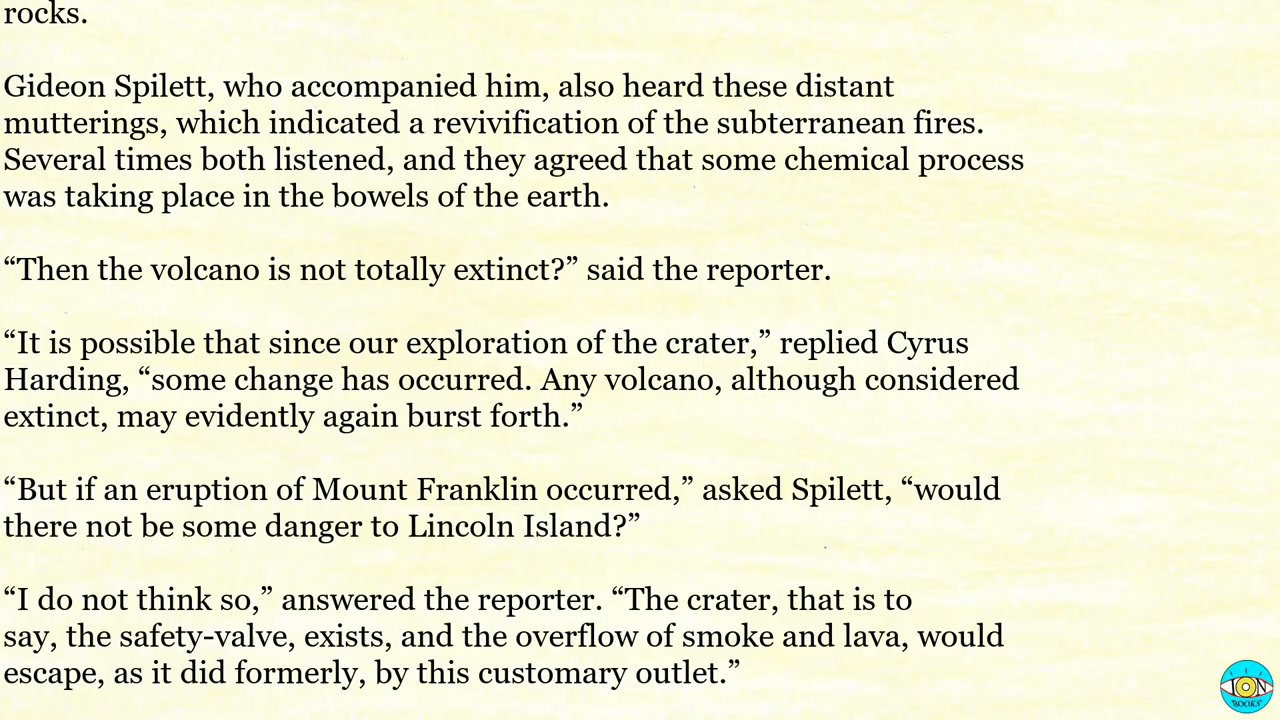 rocks.
Gideon Spilett, who accompanied him, also heard these distant
mutterings, which indicated a revivification of the subterranean fires.
Several times both listened, and they agreed that some chemical process
was taking place in the bowels of the earth.
“Then the volcano is not totally extinct?” said the reporter.
“It is possible that since our exploration of the crater,” replied Cyrus
Harding, “some change has occurred. Any volcano, although considered
extinct, may evidently again burst forth.”
“But if an eruption of Mount Franklin occurred,” asked Spilett, “would
there not be some danger to Lincoln Island?”
“I do not think so,” answered the reporter. “The crater, that is to
say, the safety-valve, exists, and the overflow of smoke and lava, would
escape, as it did formerly, by this customary outlet.”
ION
BOOKS